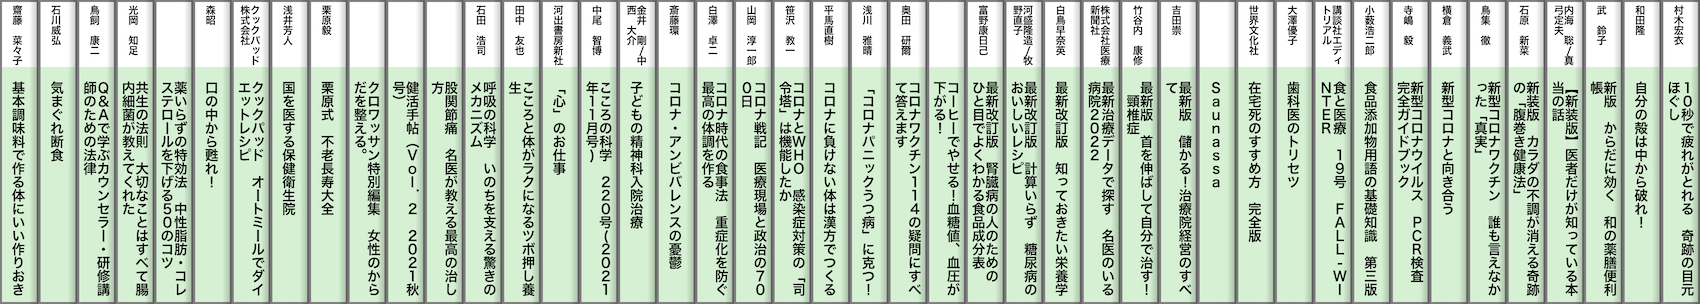 村木宏衣
10秒で疲れがとれる　奇跡の目元
ほぐし
和田隆
自分の殻は中から破れ！
武　鈴子
新版　からだに効く　和の薬膳便利
帳
内海　聡／真
弓定夫
【新装版】医者だけが知っている本
当の話
石原　新菜
新装版　カラダの不調が消える奇跡
の「腹巻き健康法」
鳥集　徹
新型コロナワクチン　誰も言えなか
った「真実」
横倉　義武
新型コロナと向き合う
寺嶋　毅
新型コロナウイルス　PCR検査
完全ガイドブック
小薮浩二郎
食品添加物用語の基礎知識　第三版
講談社エディ
トリアル
食と医療　19号　FALL-WI
NTER
大澤優子
歯科医のトリセツ
世界文化社
在宅死のすすめ方　完全版
Saunassa
吉田崇
最新版　儲かる！治療院経営のすべ
て
竹谷内　康修
最新版　首を伸ばして自分で治す！
頸椎症
株式会社医療
新聞社
最新治療データで探す　名医のいる
病院2022
白鳥早奈英
最新改訂版　知っておきたい栄養学
河盛隆造／牧
野直子
最新改訂版　計算いらず　糖尿病の
おいしいレシピ
富野康日己
最新改訂版　腎臓病の人のための
ひと目でよくわかる食品成分表
コーヒーでやせる！血糖値、血圧が
下がる！
奥田　研爾
コロナワクチン114の疑問にすべ
て答えます
浅川　雅晴
「コロナパニックうつ病」に克つ！
平馬直樹
コロナに負けない体は漢方でつくる
笹沢　教一
コロナとWHO　感染症対策の「司
令塔」は機能したか
山岡　淳一郎
コロナ戦記　医療現場と政治の70
0日
白澤　卓二
コロナ時代の食事法　重症化を防ぐ
最高の体調を作る
斎藤環
コロナ・アンビバレンスの憂鬱
金井　剛／中
西　大介
子どもの精神科入院治療
中尾　智博
こころの科学　220号(2021
年11月号)
河出書房新社
「心」のお仕事
田中　友也
こころと体がラクになるツボ押し養
生
石田　浩司
呼吸の科学　いのちを支える驚きの
メカニズム
股関節痛　名医が教える最高の治し
方
健活手帖（Vol.2　2021秋
号）
クロワッサン特別編集　女性のから
だを整える。
栗原毅
栗原式　不老長寿大全
浅井芳人
国を医する保健衛生院
クックパッド
株式会社
クックパッド　オートミールでダイ
エットレシピ
森昭
口の中から甦れ！
薬いらずの特効法　中性脂肪・コレ
ステロールを下げる50のコツ
光岡　知足
共生の法則　大切なことはすべて腸
内細菌が教えてくれた
鳥飼　康二
Q&Aで学ぶカウンセラー・研修講
師のための法律
石川威弘
気まぐれ断食
齋藤　菜々子
基本調味料で作る体にいい作りおき